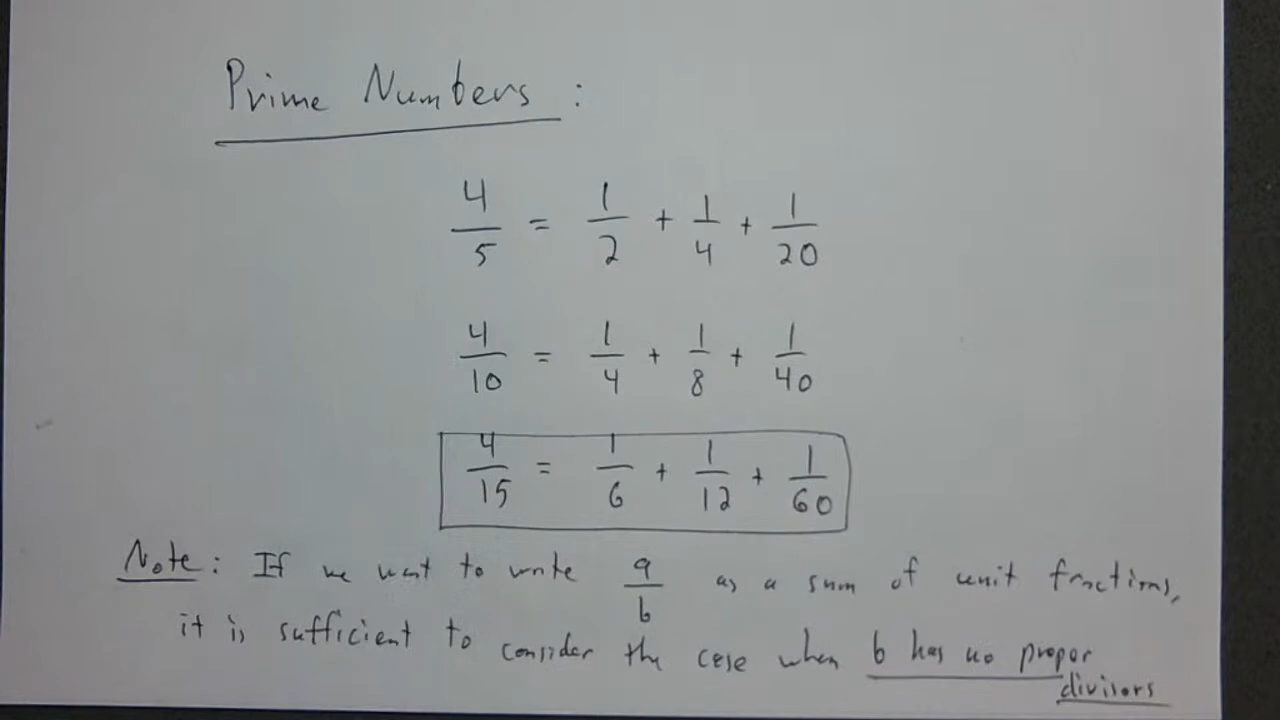 Prime Numbers :
4/5 = 1/2 + 1/4 + 1/20
4/10 = 1/4 + 1/8 + 1/40
4/15 = 1/6 + 1/12 + 1/60
Note: If we want to write a/b as a sum of unit fractions,
it is sufficient to consider the case when b has no proper
divisors